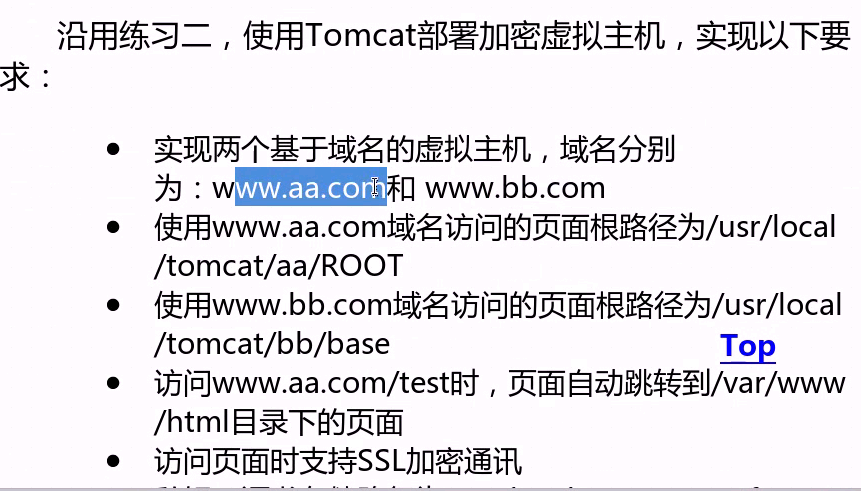 沿用练习二，使用Tomcat部署加密虚拟主机，实现以下要
求：
实现两个基于域名的虚拟主机，域名分别
为：www.aa.com和 www.bb.com
使用www.aa.com域名访问的页面根路径为/usr/local
/tomcat/aa/ROOT
使用www.bb.com域名访问的页面根路径为/usr/local
/tomcat/bb/base
Top
访问www.aa.com/test时，页面自动跳转到/var/www
/html目录下的页面
访问页面时支持SSL加密通讯